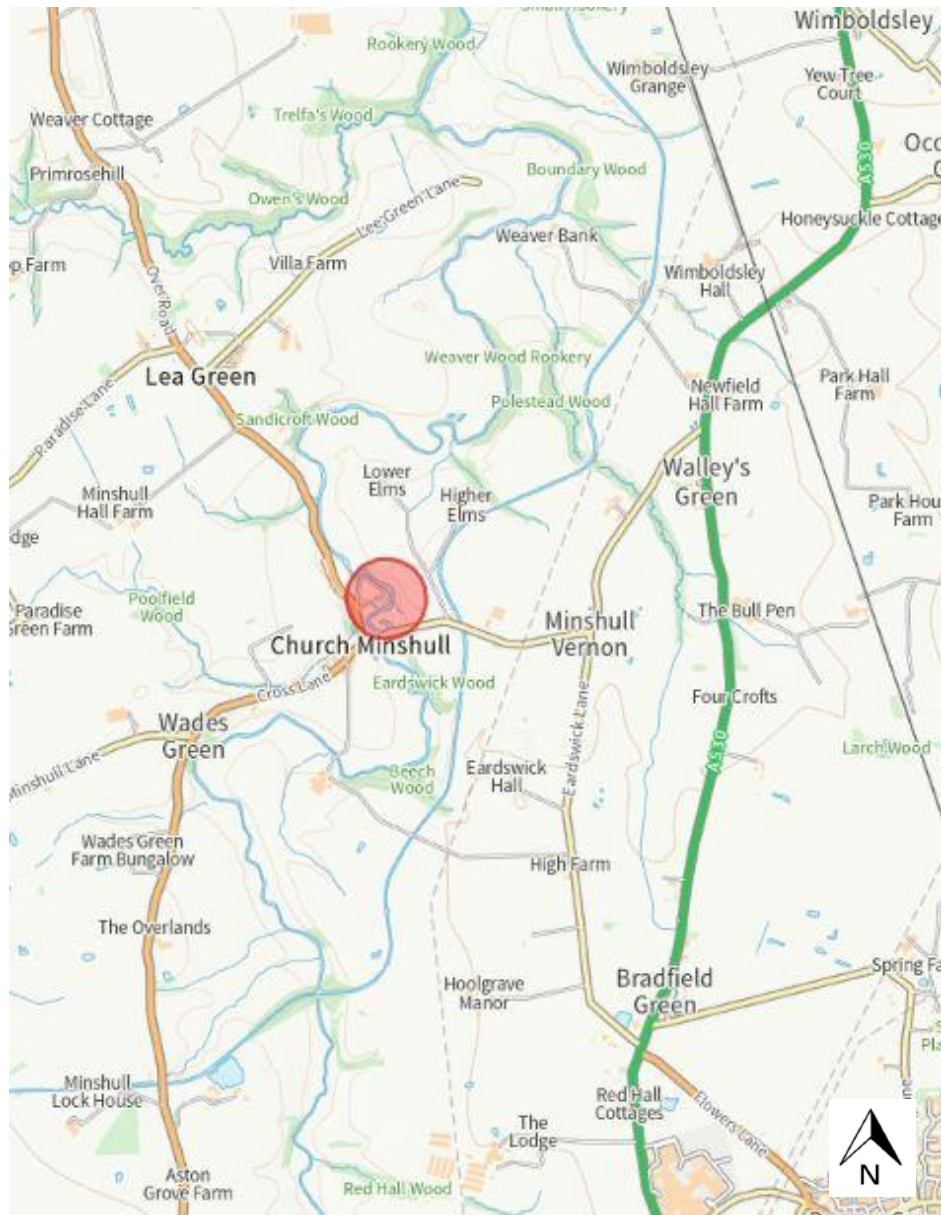 Small Rookery
Wimboldsley
Rookery Wood
Wimboldsley
Grange
Yew Tree
Court
Trelfa's Wood
Weaver Cottage
A530
Primrosehill
Boundary Wood
Owen's Wood
Lee Green Lane
Honeysuckle Cottage
Weaver Bank
Villa Farm
p Farm
Wimboldsley
Hall
Over Road
Weaver Wood Rookery
Lea Green
Park Hall
Farm
Newfield
Hall Farm
Polestead Wood
Sandicroft Wood
Paradise Lane
Lower
Elms
Walley's
Green
Higher
Elms
Minshull
Hall Farm
Park Hou
Farm
dge
Poolfield
Wood
Paradise
Green Farm
The Bull Pen
Minshull
Vernon
Church Minshull
Eardswick Wood
Cross Lane
Four Crofts
Wades
Green
Eardswick Lane
A530
Larch Wood
Minshull Lane
Beech
Wood
Eardswick
Hall
Wades Green
Farm Bungalow
High Farm
The Overlands
Spring Fa
Bradfield
Green
Hoolgrave
Manor
Pla
Minshull
Lock House
Red Hall
Cottages
Flowers Lane
The
Lodge
N
Aston
Grove Farm
Red Hall Wood